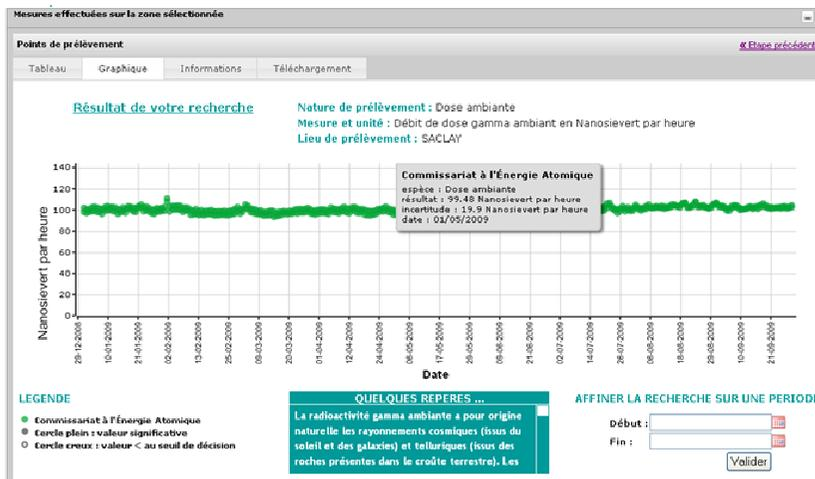 Mesures effectuées sur la zone sélectionnée
Points de prélèvement
« Etape précédent
Tableau
Graphique
Informations
Téléchargement
Résultat de votre recherche
Nature de prélèvement : Dose ambiante
Mesure et unité : Débit de dose gamma ambiant en Nanosievert par heure
Lieu de prélèvement : SACLAY
Nanosievert par heure
140
120
100
80
60
40
20
0
Commissariat à l'Énergie Atomique
espèce : Dose ambiante
résultat : 99.48 Nanosievert par heure
incertitude : 19.9 Nanosievert par heure
date : 01/05/2009
29-12-2008
10-01-2009
21-01-2009
02-02-2009
13-02-2009
25-02-2009
09-03-2009
20-03-2009
01-04-2009
12-04-2009
24-04-2009
06-05-2009
17-05-2009
29-05-2009
09-06-2009
21-06-2009
02-07-2009
14-07-2009
26-07-2009
06-08-2009
18-08-2009
29-08-2009
10-09-2009
21-09-2009
Date
LEGENDE
Commissariat à l'Énergie Atomique
Cercle plein : valeur significative
Cercle creux : valeur < au seuil de décision
QUELQUES REPERES ...
La radioactivité gamma ambiante a pour origine
naturelle les rayonnements cosmiques (issus du
soleil et des galaxies) et telluriques (issus des
roches présentes dans le croûte terrestre). Les
AFFINER LA RECHERCHE SUR UNE PERIODE
Début :
Fin :
Valider